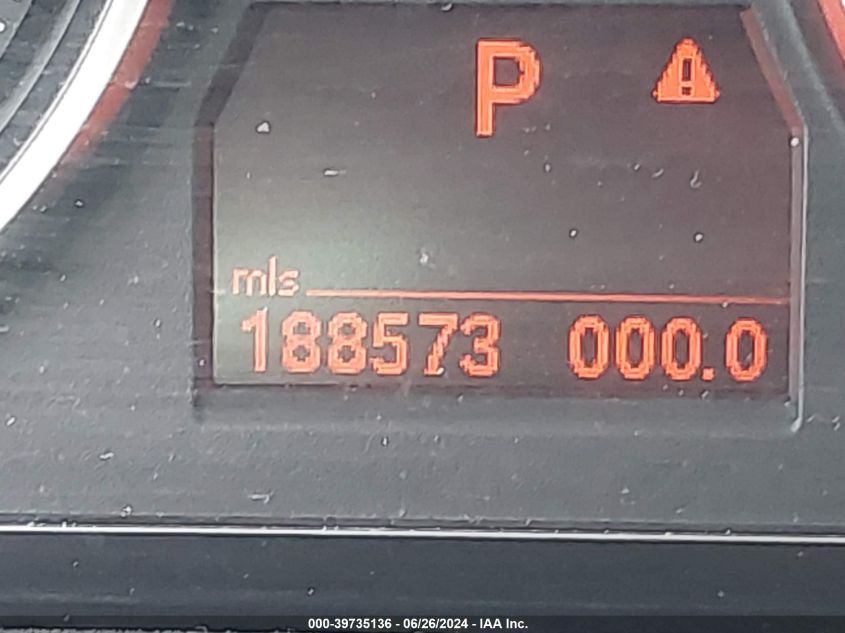 P
mls
188573 000.0
000-39735136 - 06/26/2024 - IAA Inc.